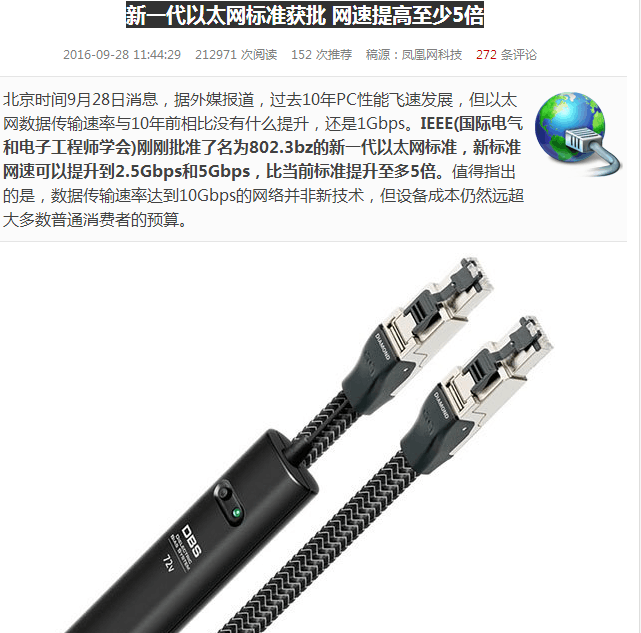 新一代以太网标准获批 网速提高至少5倍
2016-09-28 11:44:29 212971 次阅读 152 次推荐 稿源：凤凰网科技 272 条评论
北京时间9月28日消息，据外媒报道，过去10年PC性能飞速发展，但以太
网数据传输速率与10年前相比没有什么提升，还是1Gbps。IEEE(国际电气
和电子工程师学会)刚刚批准了名为802.3bz的新一代以太网标准，新标准
网速可以提升到2.5Gbps和5Gbps，比当前标准提升至多5倍。值得指出
的是，数据传输速率达到10Gbps的网络并非新技术，但设备成本仍然远超
大多数普通消费者的预算。
DIAMOND
DIAMOND
DBS
DIELECTRIC
BIAS SYSTEM
72v